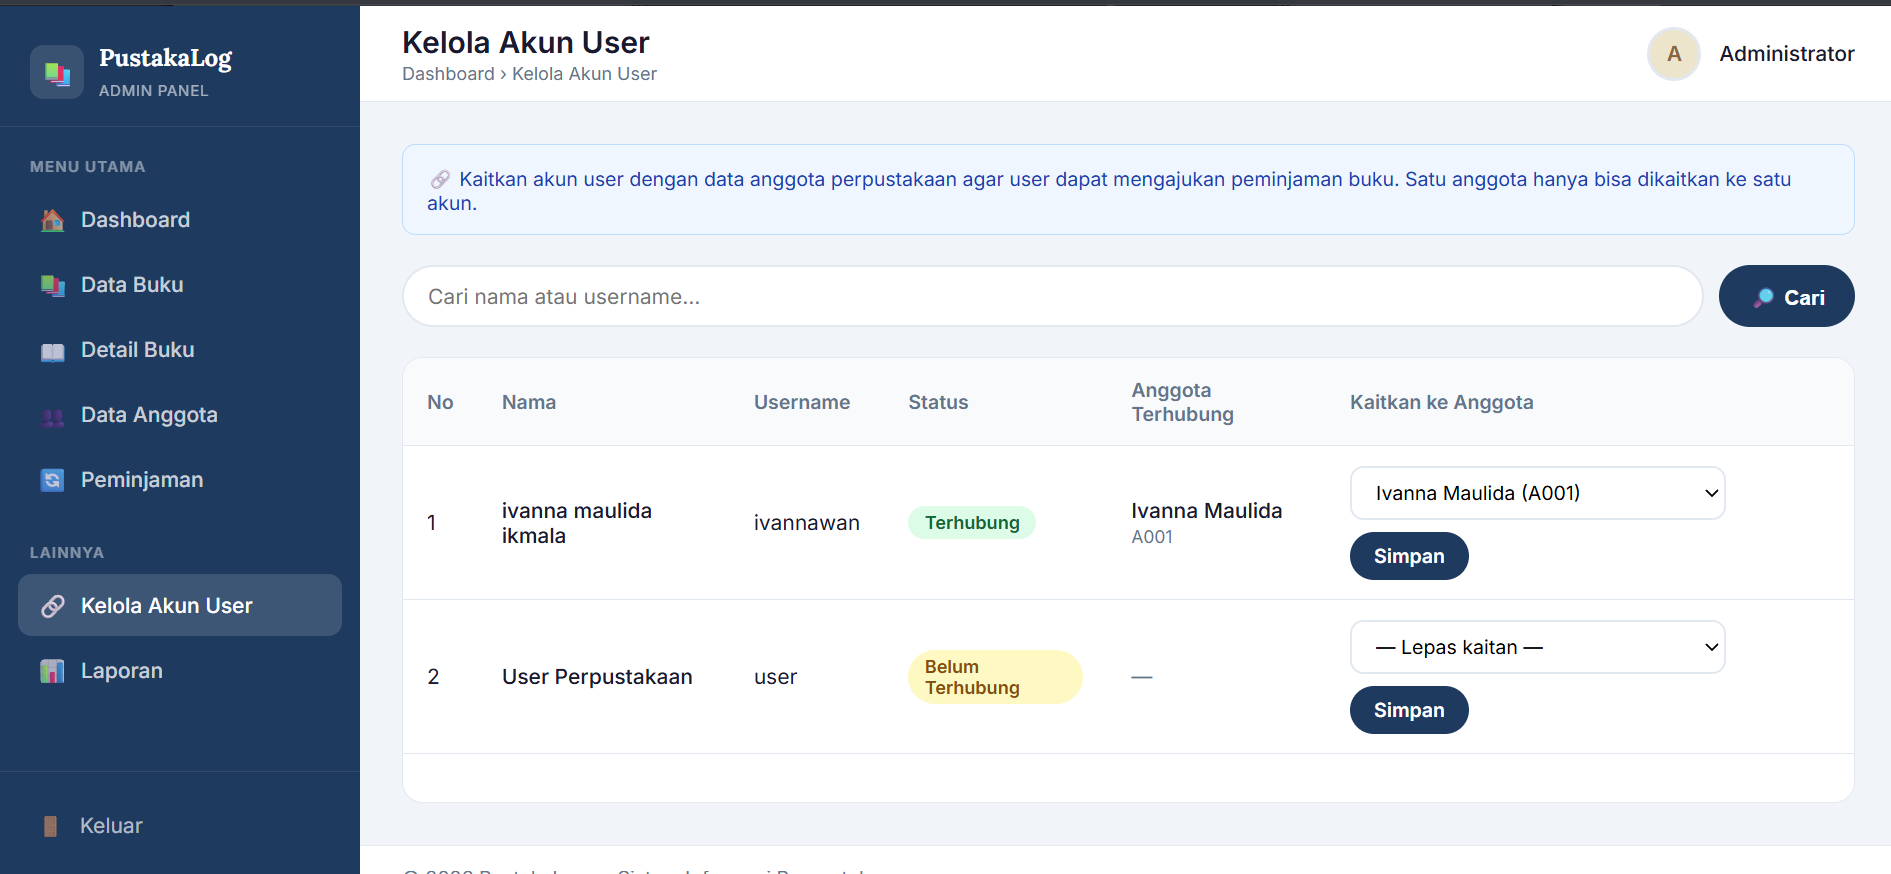 PustakaLog
ADMIN PANEL
MENU UTAMA
Dashboard
Data Buku
Detail Buku
Data Anggota
Peminjaman
LAINNYA
Kelola Akun User
Laporan
Keluar
Kelola Akun User
Dashboard › Kelola Akun User
A
Administrator
Kaitkan akun user dengan data anggota perpustakaan agar user dapat mengajukan peminjaman buku. Satu anggota hanya bisa dikaitkan ke satu
akun.
Cari nama atau username...
Cari
No Nama Username Status Anggota Terhubung Kaitkan ke Anggota
1 ivanna maulida ikmala ivannawan Terhubung Ivanna Maulida A001 Ivanna Maulida (A001)
Simpan
2 User Perpustakaan user Belum Terhubung — — Lepas kaitan —
Simpan